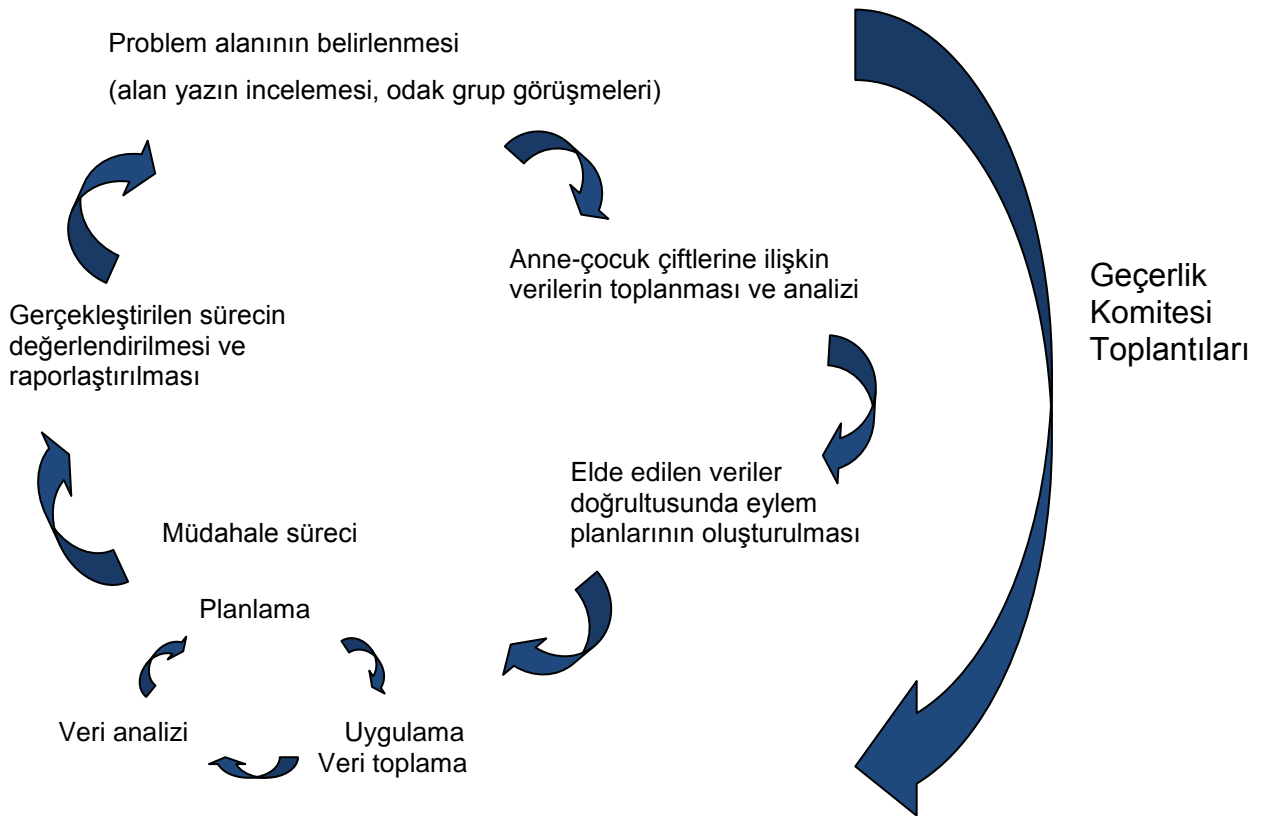 Problem alanının belirlenmesi
(alan yazın incelemesi, odak grup görüşmeleri)
Anne-çocuk çiftlerine ilişkin
verilerin toplanması ve analizi
Geçerlik
Komitesi
Toplantıları
Elde edilen veriler
doğrultusunda eylem
planlarının oluşturulması
Müdahale süreci
Planlama
Uygulama
Veri toplama
Veri analizi
Gerçekleştirilen sürecin
değerlendirilmesi ve
raporlaştırılması